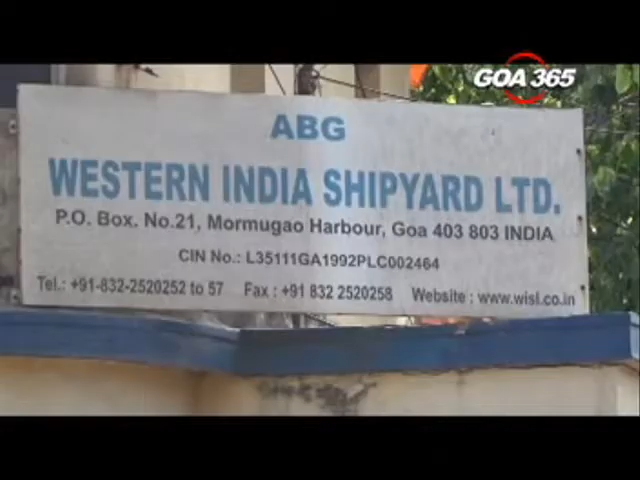 GOA 365
ABG
WESTERN INDIA SHIPYARD LTD.
P.O. Box. No.21, Mormugao Harbour, Goa 403 803 INDIA
CIN No.: L35111GA1992PLC002464
Tel.: +91-832-2520252 to 57 Fax : +91 832 2520258 Website : www.wisl.co.in